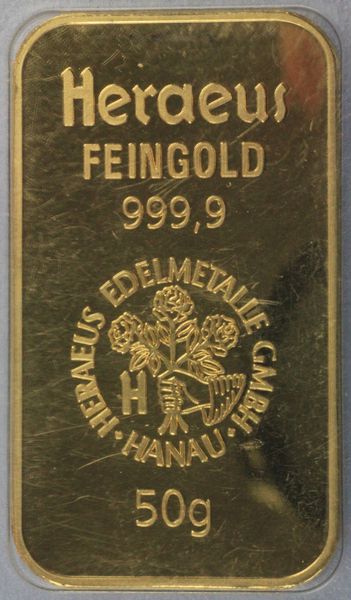 Heraeus
FEINGOLD
999,9
HERAEUS EDELMETALLE GMBH
H
· HANAU ·
50g